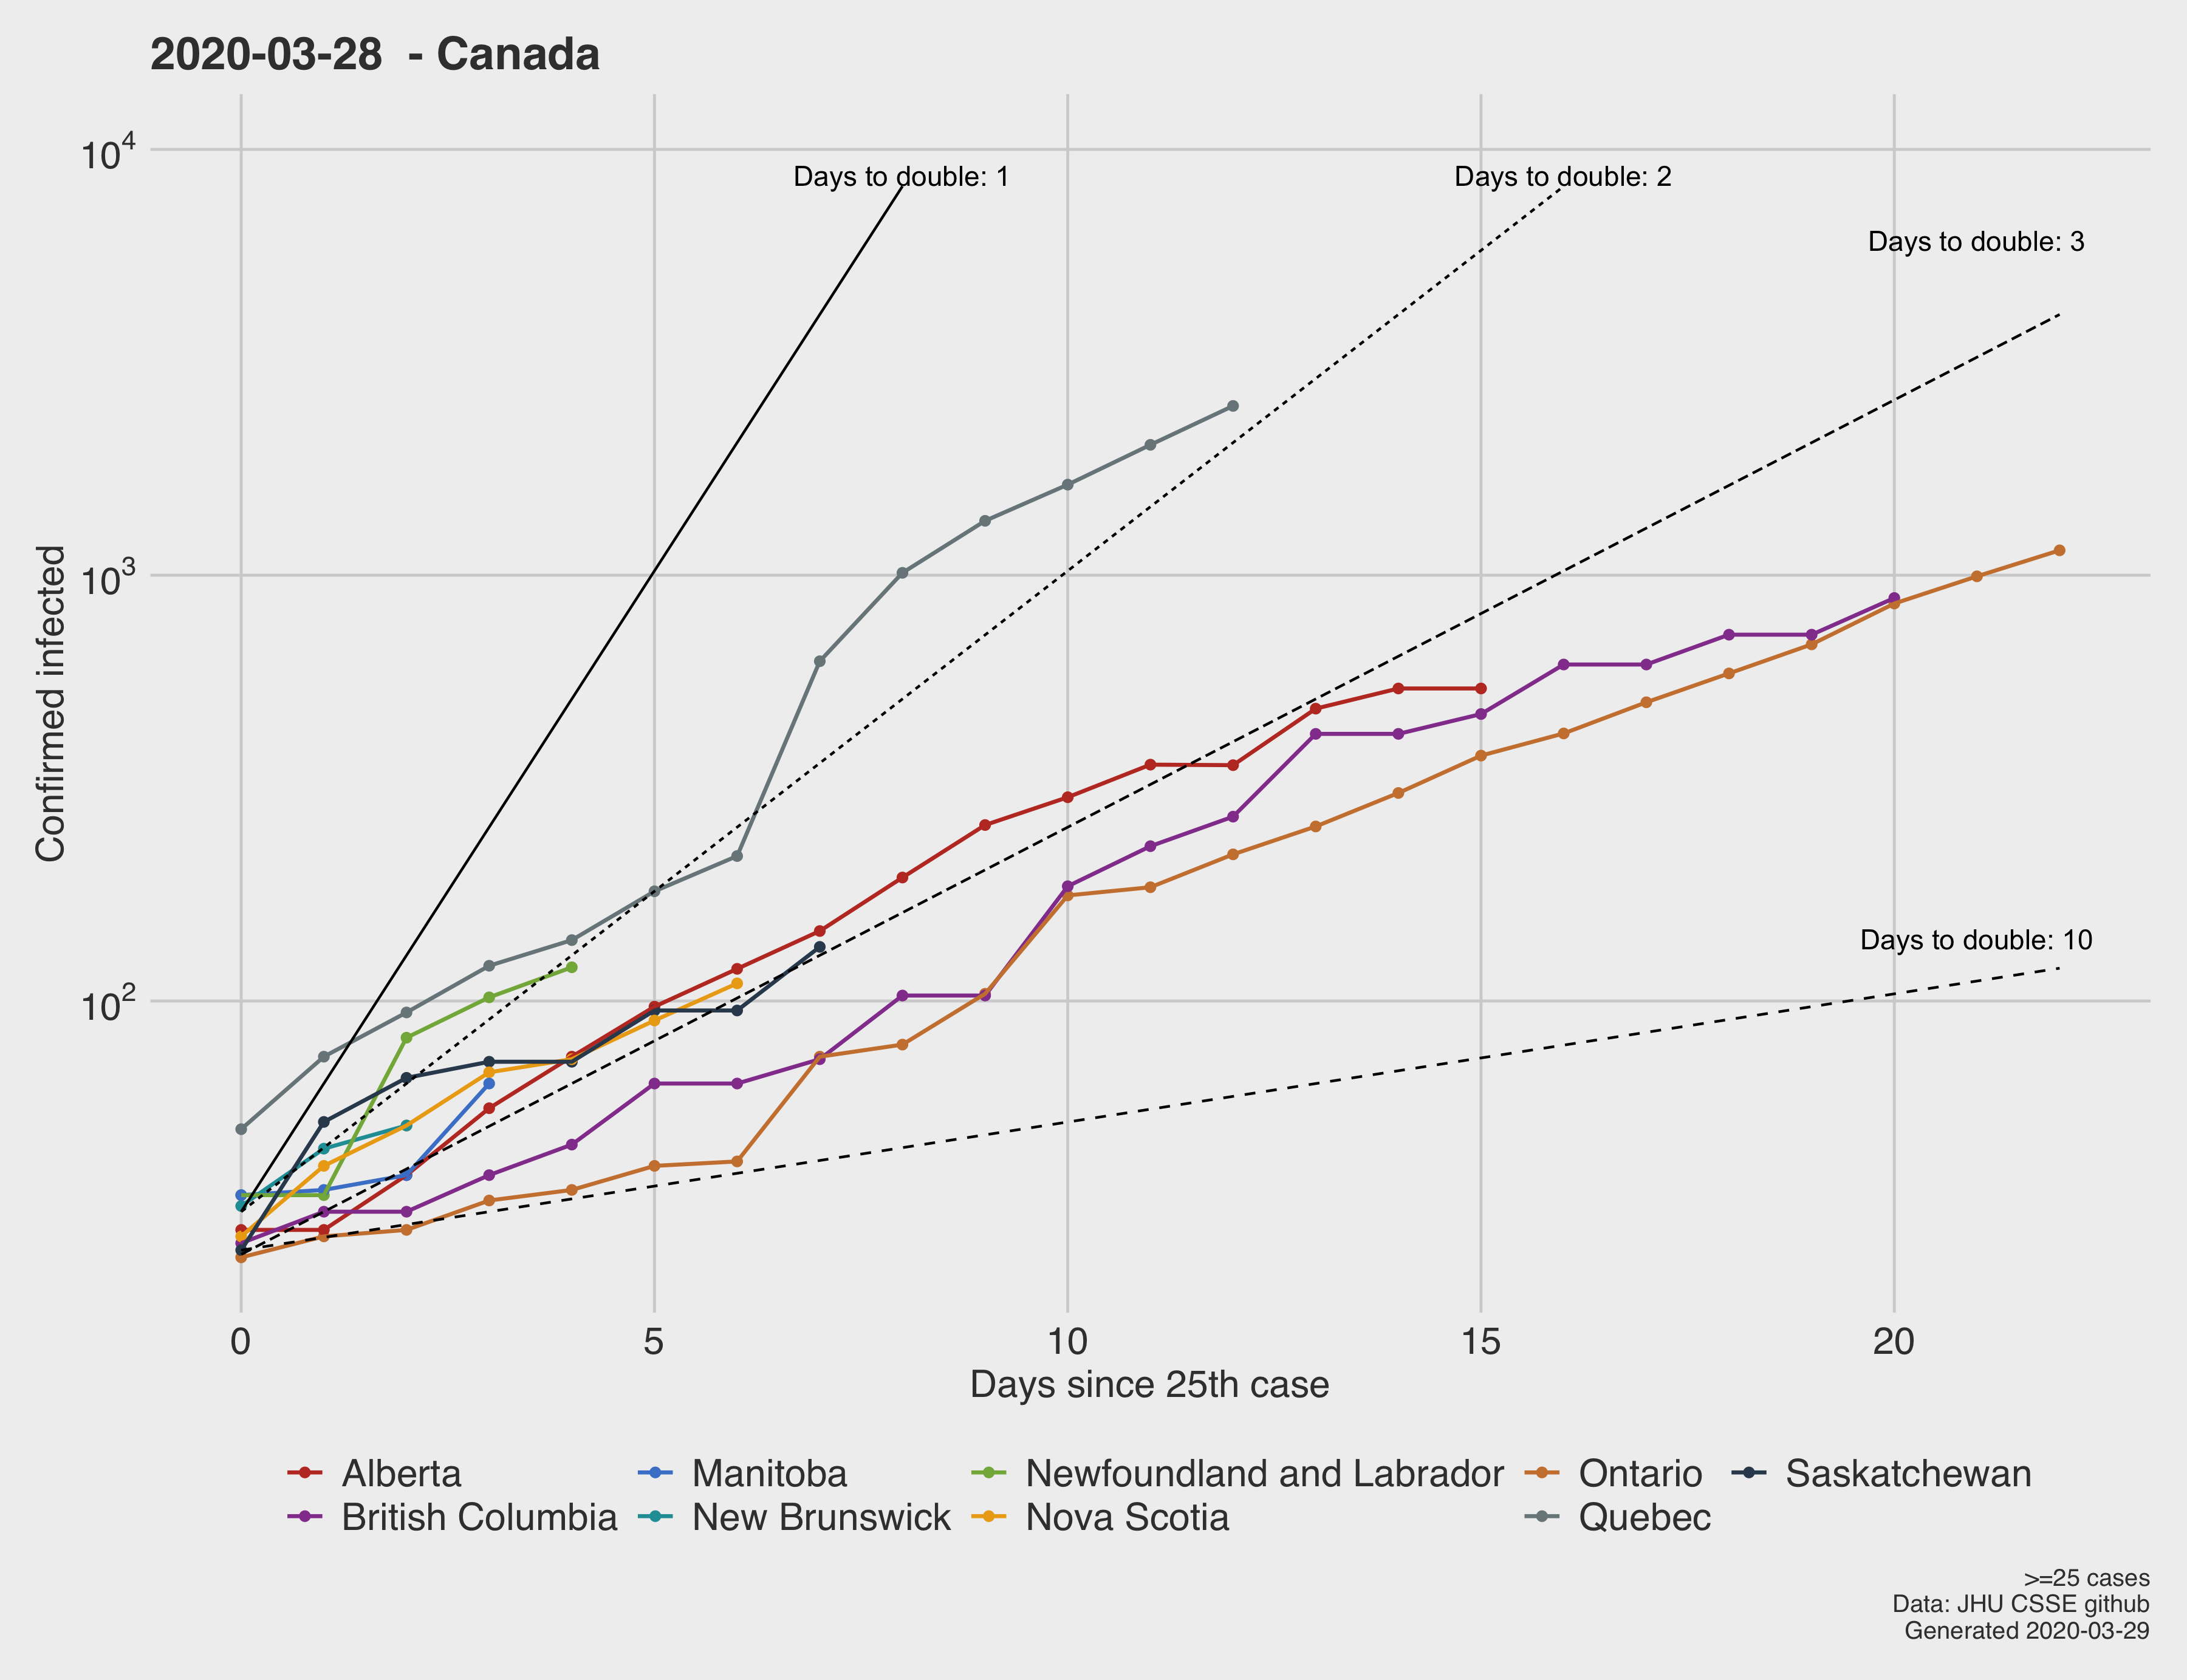 2020-03-28  - Canada
10^4
Days to double: 1
Days to double: 2
Days to double: 3
10^3
Confirmed infected
Days to double: 10
10^2
0 5 10 15 20
Days since 25th case
Alberta Manitoba Newfoundland and Labrador Ontario Saskatchewan
British Columbia New Brunswick Nova Scotia Quebec
>=25 cases
Data: JHU CSSE github
Generated 2020-03-29